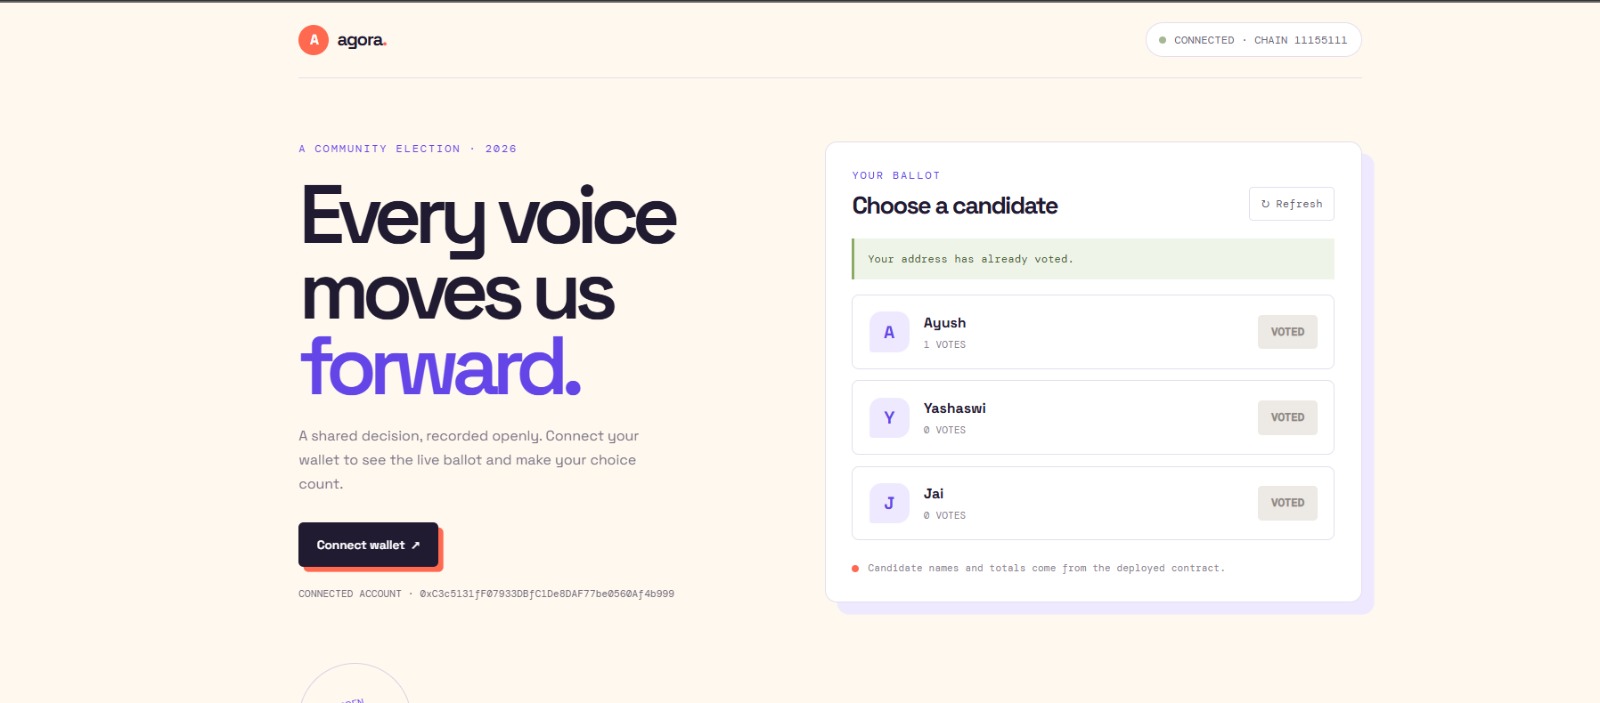 A agora.
CONNECTED · CHAIN 11155111
A COMMUNITY ELECTION · 2026
Every voice
moves us
forward.
A shared decision, recorded openly. Connect your
wallet to see the live ballot and make your choice
count.
Connect wallet ↗
CONNECTED ACCOUNT · 0xC3c5131fF07933DBfC1De8DAF77be0560Af4b999
YOUR BALLOT
Choose a candidate
↻ Refresh
Your address has already voted.
A
Ayush
1 VOTES
VOTED
Y
Yashaswi
0 VOTES
VOTED
J
Jai
0 VOTES
VOTED
Candidate names and totals come from the deployed contract.